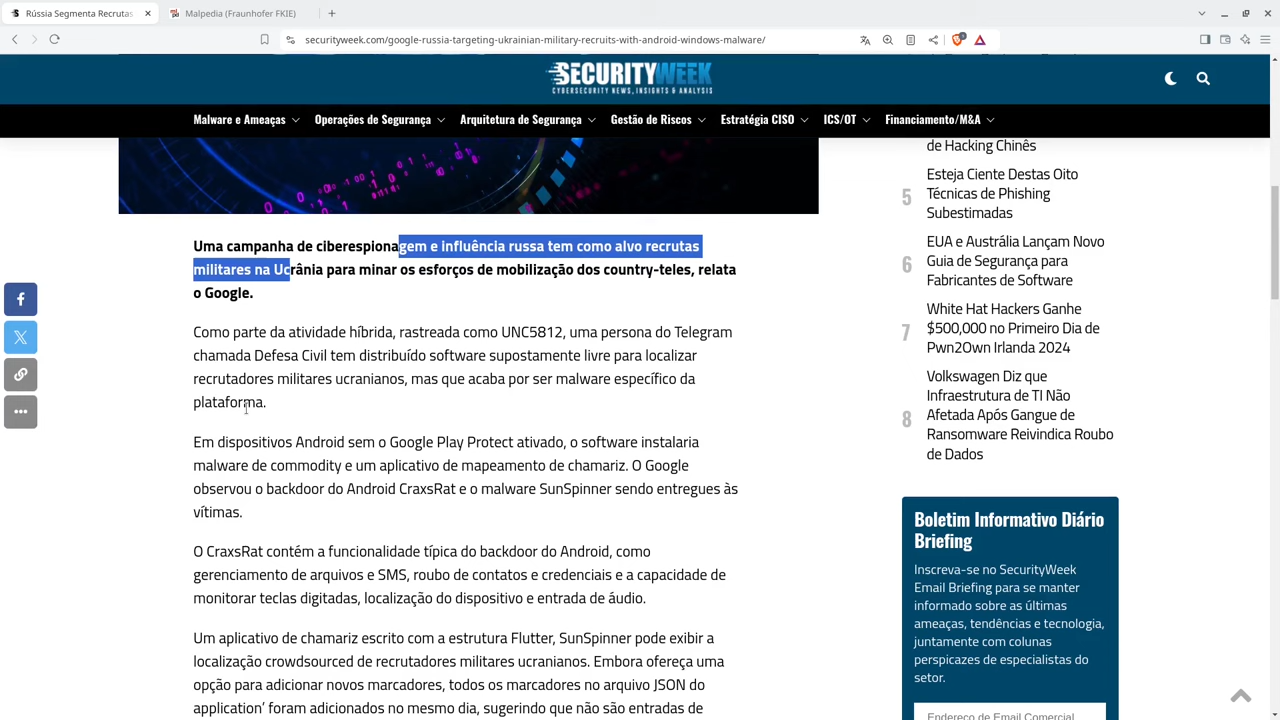 Rússia Segmenta Recrutas
Malpedia (Fraunhofer FKIE)
securityweek.com/google-russia-targeting-ukrainian-military-recruits-with-android-windows-malware/
SECURITYWEEK
CYBERSECURITY NEWS, INSIGHTS & ANALYSIS
Malware e Ameaças
Operações de Segurança
Arquitetura de Segurança
Gestão de Riscos
Estratégia CISO
ICS/OT
Financiamento/M&A
Uma campanha de ciberespionagem e influência russa tem como alvo recrutas
militares na Ucrânia para minar os esforços de mobilização dos country-teles, relata
o Google.
Como parte da atividade híbrida, rastreada como UNC5812, uma persona do Telegram
chamada Defesa Civil tem distribuído software supostamente livre para localizar
recrutadores militares ucranianos, mas que acaba por ser malware específico da
plataforma.
Em dispositivos Android sem o Google Play Protect ativado, o software instalaria
malware de commodity e um aplicativo de mapeamento de chamariz. O Google
observou o backdoor do Android CraxsRat e o malware SunSpinner sendo entregues às
vítimas.
O CraxsRat contém a funcionalidade típica do backdoor do Android, como
gerenciamento de arquivos e SMS, roubo de contatos e credenciais e a capacidade de
monitorar teclas digitadas, localização do dispositivo e entrada de áudio.
Um aplicativo de chamariz escrito com a estrutura Flutter, SunSpinner pode exibir a
localização crowdsourced de recrutadores militares ucranianos. Embora ofereça uma
opção para adicionar novos marcadores, todos os marcadores no arquivo JSON do
application’ foram adicionados no mesmo dia, sugerindo que não são entradas de
de Hacking Chinês
5
Esteja Ciente Destas Oito
Técnicas de Phishing
Subestimadas
6
EUA e Austrália Lançam Novo
Guia de Segurança para
Fabricantes de Software
7
White Hat Hackers Ganhe
$500,000 no Primeiro Dia de
Pwn2Own Irlanda 2024
8
Volkswagen Diz que
Infraestrutura de TI Não
Afetada Após Gangue de
Ransomware Reivindica Roubo
de Dados
Boletim Informativo Diário
Briefing
Inscreva-se no SecurityWeek
Email Briefing para se manter
informado sobre as últimas
ameaças, tendências e tecnologia,
juntamente com colunas
perspicazes de especialistas do
setor.
Endereço de Email Comercial